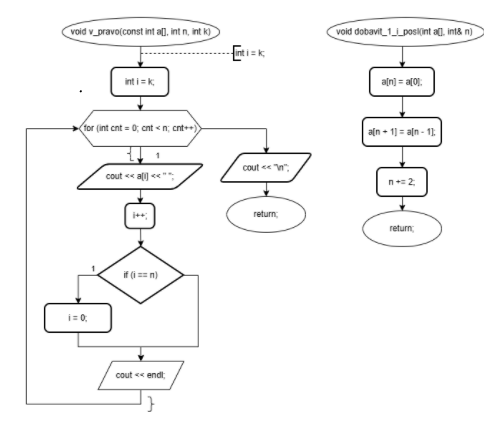 void v_pravo(const int a[], int n, int k)
int i = k;
int i = k;
for (int cnt = 0; cnt < n; cnt++)
{
1
cout << a[i] << " ";
i++;
if (i == n)
1
i = 0;
cout << endl;
}
cout << "\n";
return;
void dobavit_1_i_posl(int a[], int& n)
a[n] = a[0];
a[n + 1] = a[n - 1];
n += 2;
return;